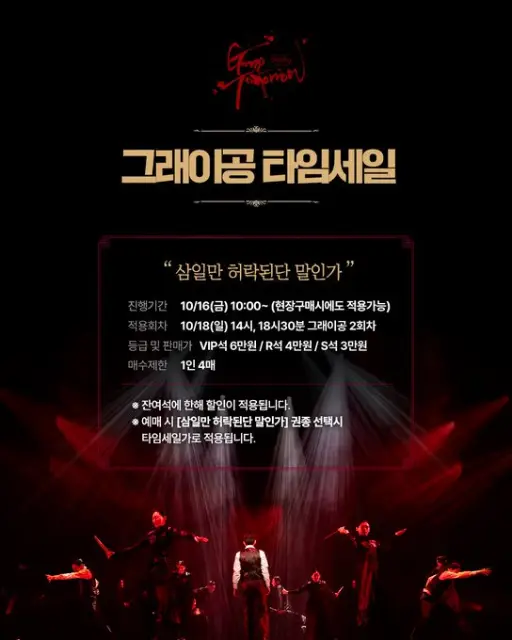 그래이공 타임세일
“ 삼일만 허락된단 말인가 ”
진행기간 10/16(금) 10:00~ (현장구매시에도 적용가능)
적용회차 10/18(일) 14시, 18시30분 그래이공 2회차
등급 및 판매가 VIP석 6만원 / R석 4만원 / S석 3만원
매수제한 1인 4매
※ 잔여석에 한해 할인이 적용됩니다.
※ 예매 시 [삼일만 허락된단 말인가] 권종 선택시
타임세일가로 적용됩니다.